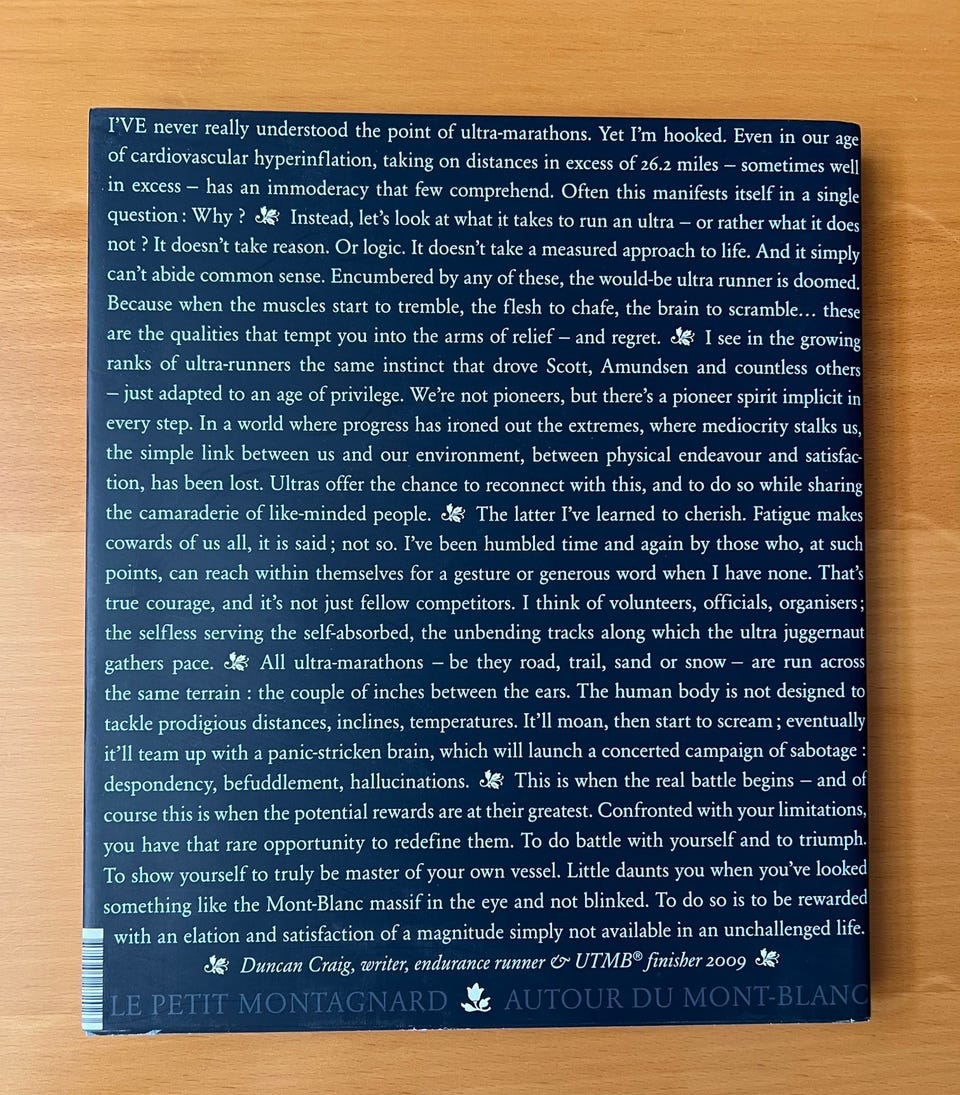 I'VE never really understood the point of ultra-marathons. Yet I'm hooked. Even in our age
of cardiovascular hyperinflation, taking on distances in excess of 26.2 miles – sometimes well
in excess – has an immoderacy that few comprehend. Often this manifests itself in a single
question : Why ? Instead, let's look at what it takes to run an ultra – or rather what it does
not ? It doesn't take reason. Or logic. It doesn't take a measured approach to life. And it simply
can't abide common sense. Encumbered by any of these, the would-be ultra runner is doomed.
Because when the muscles start to tremble, the flesh to chafe, the brain to scramble… these
are the qualities that tempt you into the arms of relief – and regret. I see in the growing
ranks of ultra-runners the same instinct that drove Scott, Amundsen and countless others
– just adapted to an age of privilege. We're not pioneers, but there's a pioneer spirit implicit in
every step. In a world where progress has ironed out the extremes, where mediocrity stalks us,
the simple link between us and our environment, between physical endeavour and satisfac-
tion, has been lost. Ultras offer the chance to reconnect with this, and to do so while sharing
the camaraderie of like-minded people. The latter I've learned to cherish. Fatigue makes
cowards of us all, it is said ; not so. I've been humbled time and again by those who, at such
points, can reach within themselves for a gesture or generous word when I have none. That's
true courage, and it's not just fellow competitors. I think of volunteers, officials, organisers ;
the selfless serving the self-absorbed, the unbending tracks along which the ultra juggernaut
gathers pace. All ultra-marathons – be they road, trail, sand or snow – are run across
the same terrain : the couple of inches between the ears. The human body is not designed to
tackle prodigious distances, inclines, temperatures. It'll moan, then start to scream ; eventually
it'll team up with a panic-stricken brain, which will launch a concerted campaign of sabotage :
despondency, befuddlement, hallucinations. This is when the real battle begins – and of
course this is when the potential rewards are at their greatest. Confronted with your limitations,
you have that rare opportunity to redefine them. To do battle with yourself and to triumph.
To show yourself to truly be master of your own vessel. Little daunts you when you've looked
something like the Mont-Blanc massif in the eye and not blinked. To do so is to be rewarded
with an elation and satisfaction of a magnitude simply not available in an unchallenged life.
Duncan Craig, writer, endurance runner & UTMB® finisher 2009
LE PETIT MONTAGNARD AUTOUR DU MONT-BLANC